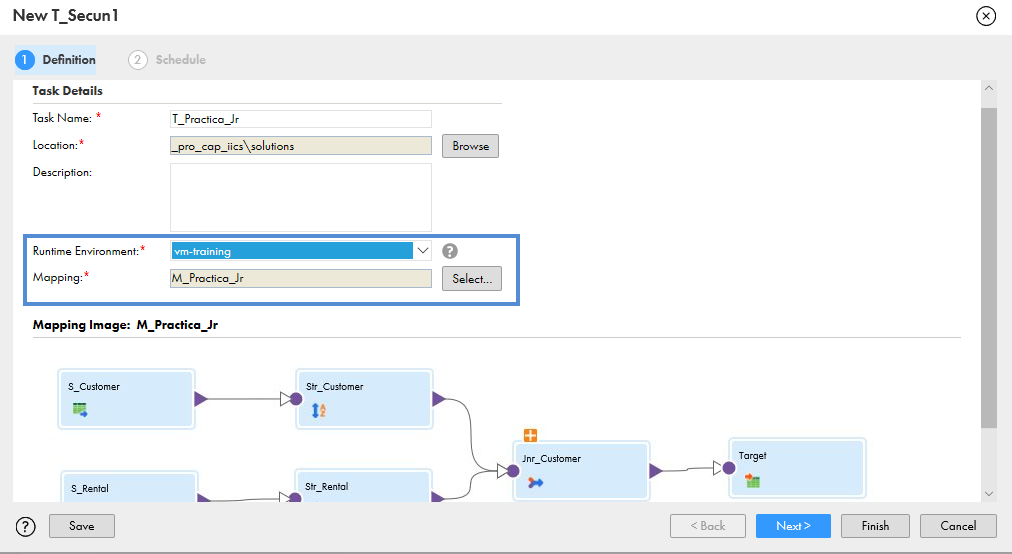 New T_Secun1
1 Definition 2 Schedule
Task Details
Task Name: * T_Practica_Jr
Location:* _pro_cap_iics\solutions Browse
Description:
Runtime Environment:* vm-training ?
Mapping:* M_Practica_Jr Select...
Mapping Image: M_Practica_Jr
S_Customer Str_Customer
Jnr_Customer Target
S_Rental Str_Rental
? Save < Back Next > Finish Cancel